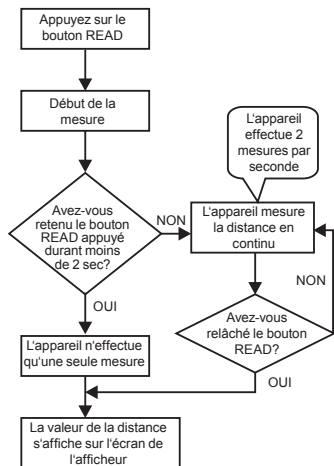 Appuyez sur le
bouton READ
Début de la
mesure
L'appareil
effectue 2
mesures par
seconde
Avez-vous
retenu le bouton
READ appuyé
durant moins
de 2 sec?
NON
L'appareil mesure
la distance en
continu
NON
OUI
Avez-vous
relâché le bouton
READ?
L'appareil n'effectue
qu'une seule mesure
OUI
La valeur de la distance
s'affiche sur l'écran de
l'afficheur